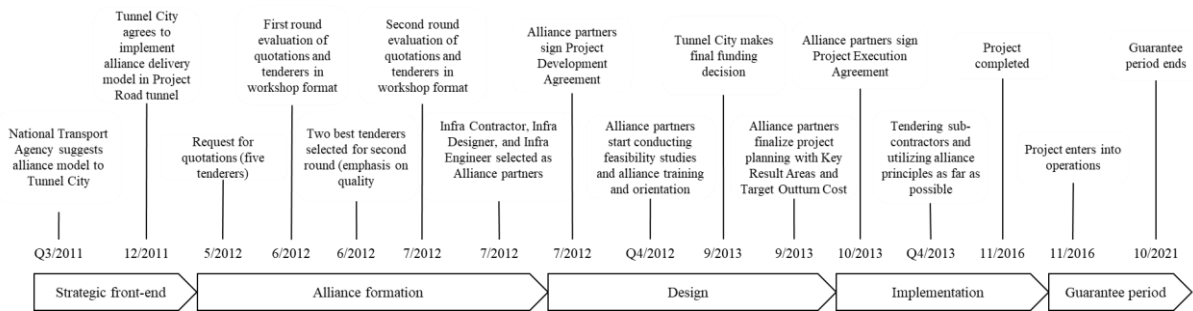 National Transport
Agency suggests
alliance model to
Tunnel City
Tunnel City
agrees to
implement
alliance delivery
model in Project
Road tunnel
Request for
quotations (five
tenderers)
First round
evaluation of
quotations and
tenderers in
workshop format
Two best tenderers
selected for second
round (emphasis on
quality
Second round
evaluation of
quotations and
tenderers in
workshop format
Infra Contractor, Infra
Designer, and Infra
Engineer selected as
Alliance partners
Alliance partners
sign Project
Development
Agreement
Alliance partners
start conducting
feasibility studies
and alliance training
and orientation
Tunnel City makes
final funding
decision
Alliance partners
finalize project
planning with Key
Result Areas and
Target Outturn Cost
Alliance partners sign
Project Execution
Agreement
Tendering sub-
contractors and
utilizing alliance
principles as far as
possible
Project
completed
Project enters into
operations
Guarantee
period ends
Q3/2011
12/2011
5/2012
6/2012
6/2012
7/2012
7/2012
7/2012
Q4/2012
9/2013
9/2013
10/2013
Q4/2013
11/2016
11/2016
10/2021
Strategic front-end
Alliance formation
Design
Implementation
Guarantee period